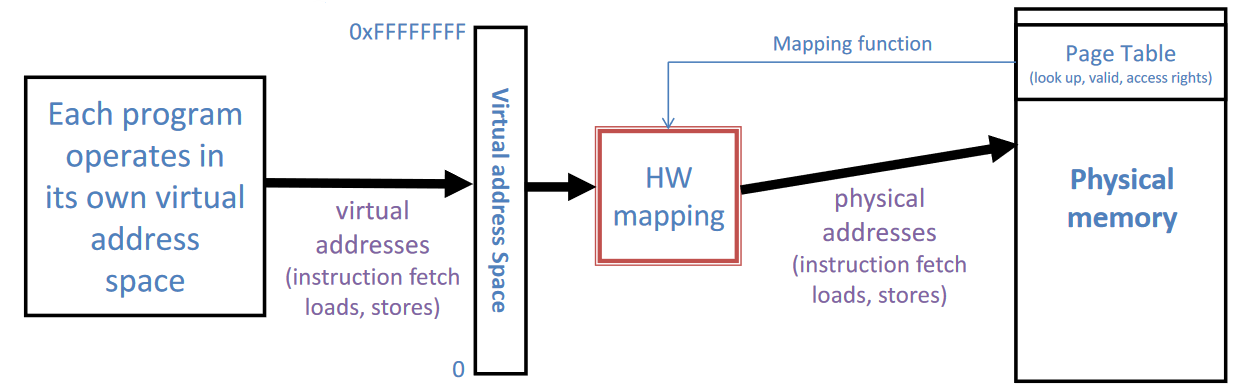 Each program
operates in
its own virtual
address
space
virtual
addresses
(instruction fetch
loads, stores)
0xFFFFFFFF
Virtual address Space
0
HW
mapping
Mapping function
physical
addresses
(instruction fetch
loads, stores)
Page Table
(look up, valid, access rights)
Physical
memory